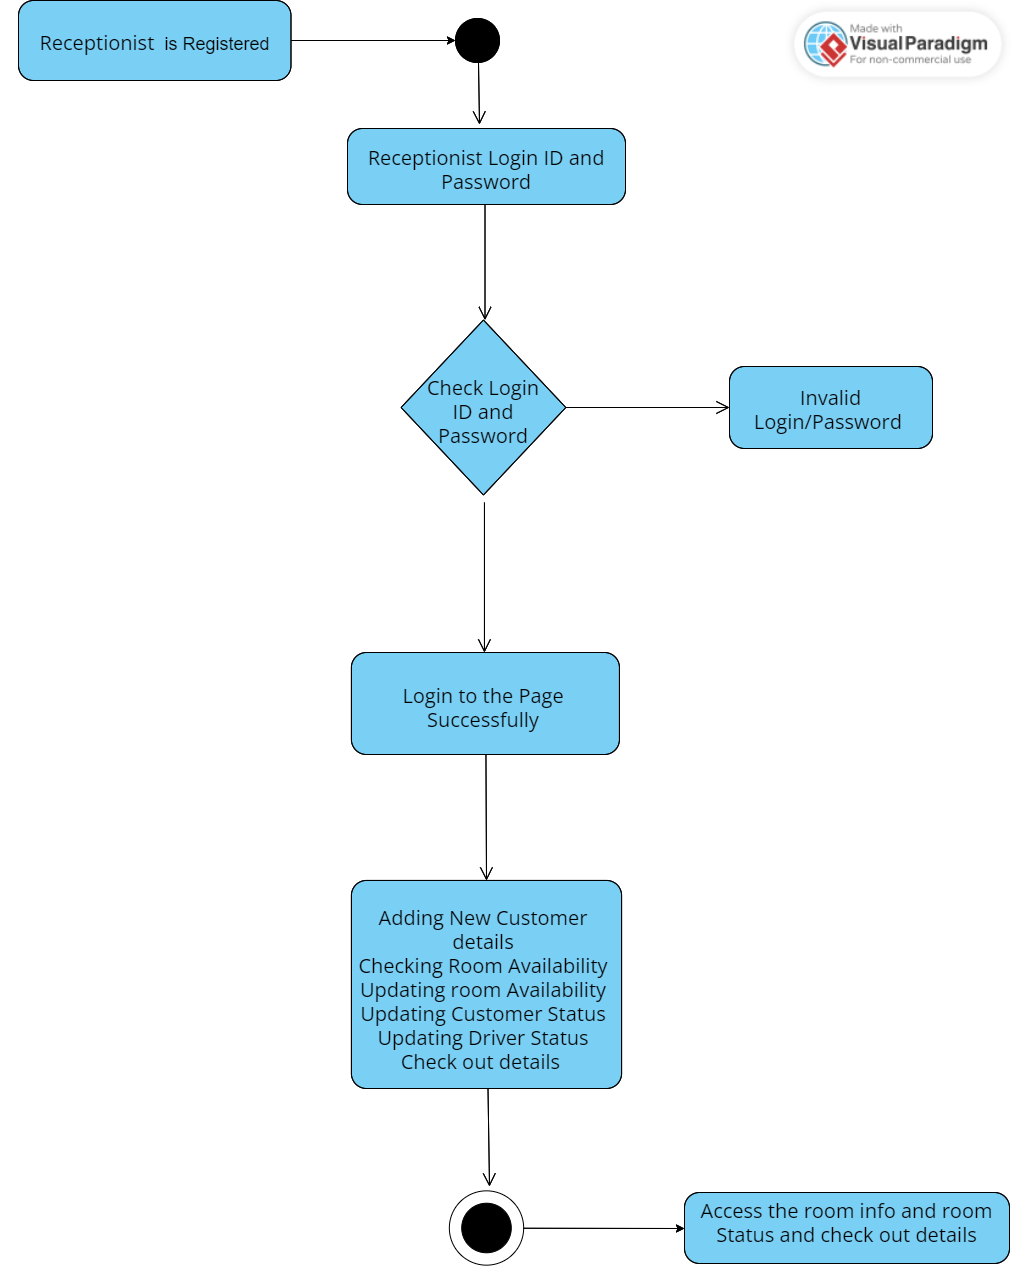 Receptionist is Registered
Made with
Visual Paradigm
For non-commercial use
Receptionist Login ID and
Password
Check Login
ID and
Password
Invalid
Login/Password
Login to the Page
Successfully
Adding New Customer
details
Checking Room Availability
Updating room Availability
Updating Customer Status
Updating Driver Status
Check out details
Access the room info and room
Status and check out details